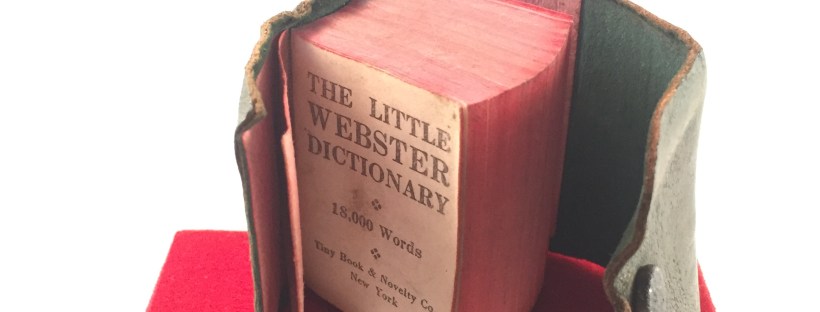 THE LITTLE
WEBSTER
DICTIONARY
18,000 Words
Tiny Book & Novelty Co.
New York